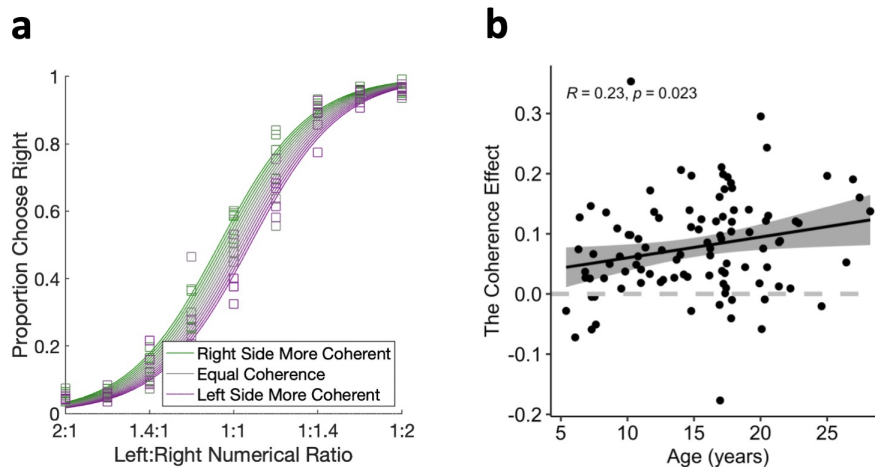 a
Proportion Choose Right
1
0.8
0.6
0.4
0.2
0
Right Side More Coherent
Equal Coherence
Left Side More Coherent
2:1
1.4:1
1:1
1:1.4
1:2
Left:Right Numerical Ratio
b
The Coherence Effect
R = 0.23, p = 0.023
0.3
0.2
0.1
0.0
-0.1
-0.2
5
10
15
20
25
Age (years)